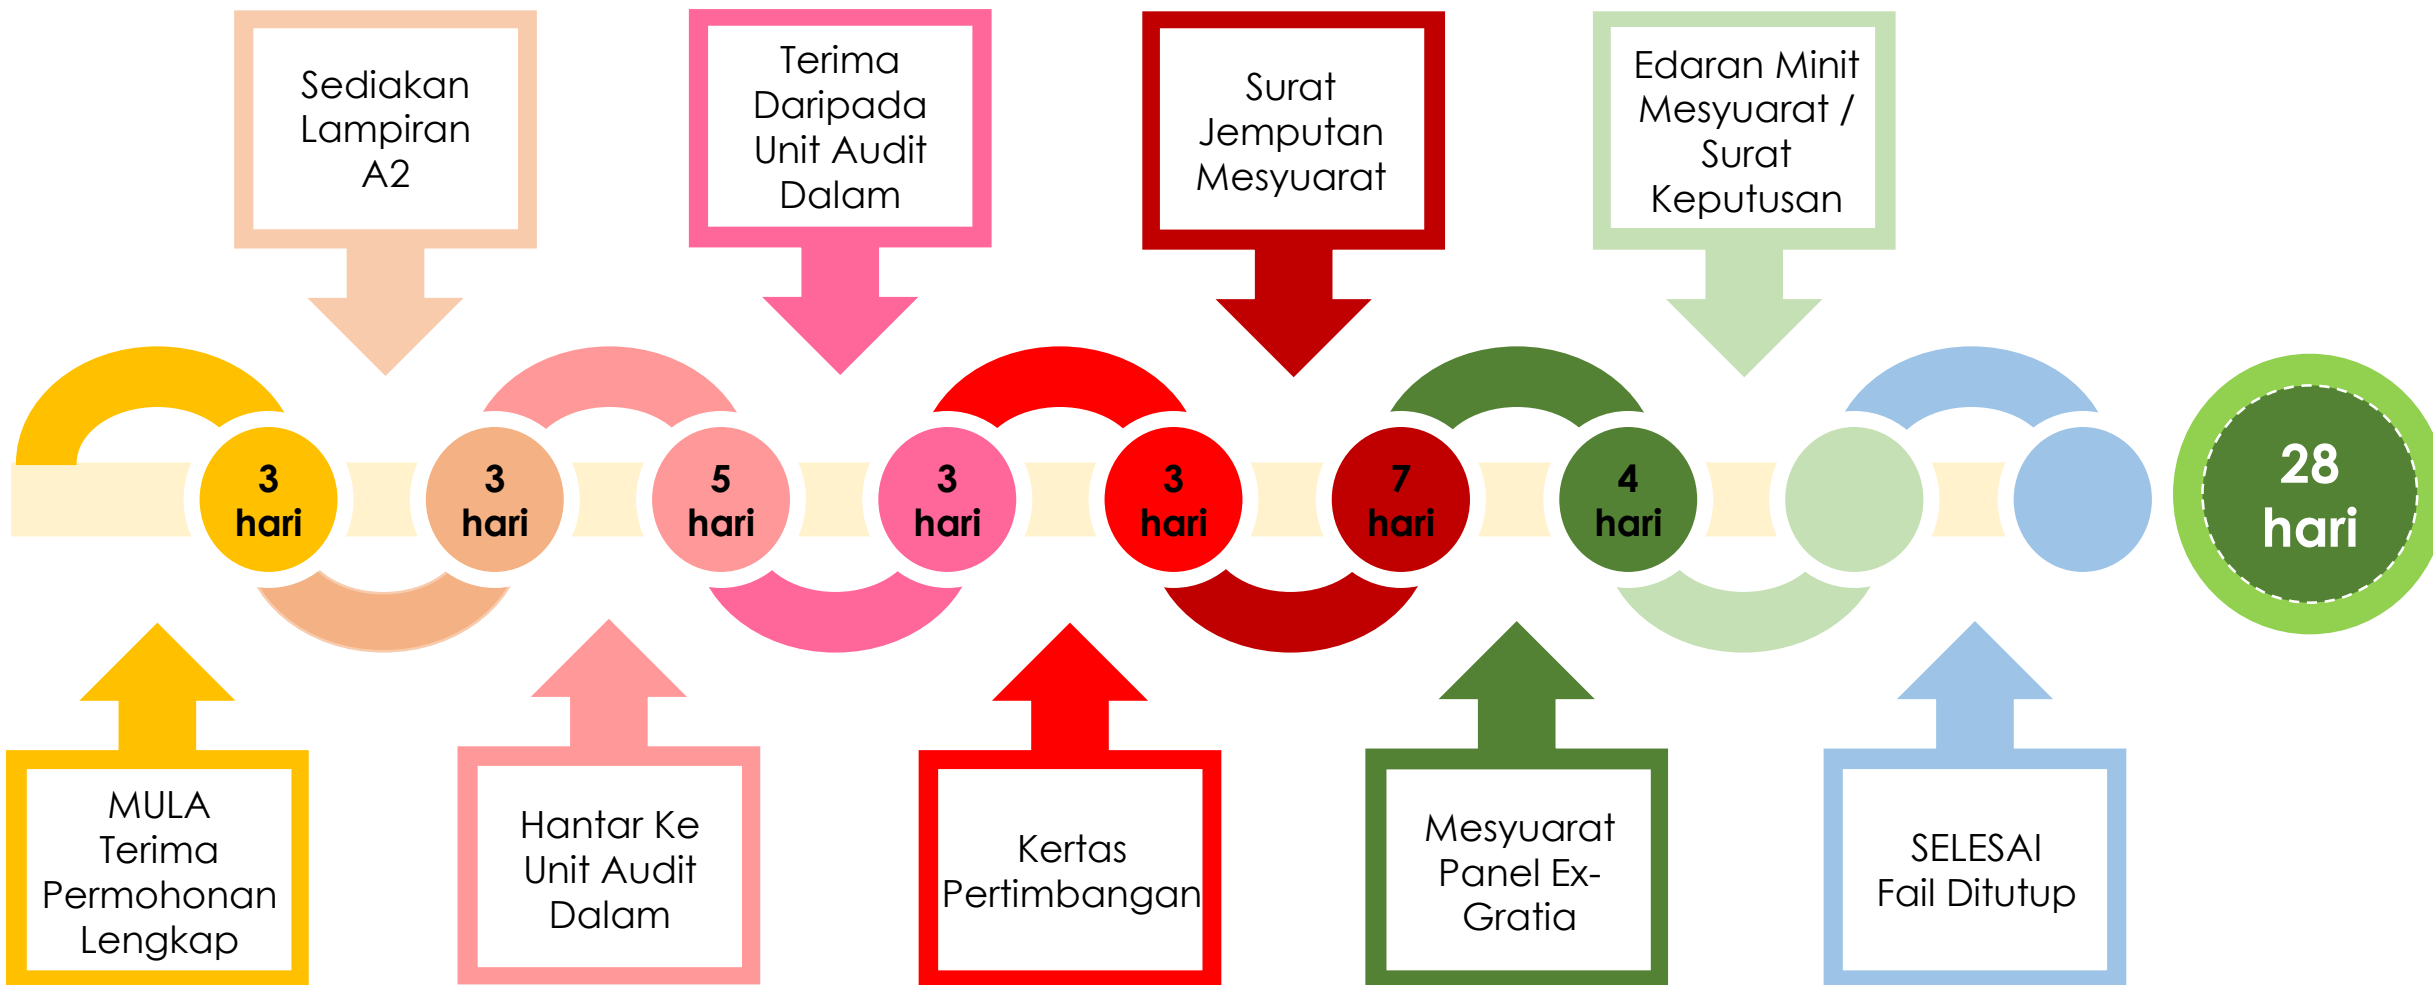 Sediakan
Lampiran
A2
Terima
Daripada
Unit Audit
Dalam
Surat
Jemputan
Mesyuarat
Edaran Minit
Mesyuarat /
Surat
Keputusan
3
hari
3
hari
5
hari
3
hari
3
hari
7
hari
4
hari
28
hari
MULA
Terima
Permohonan
Lengkap
Hantar Ke
Unit Audit
Dalam
Kertas
Pertimbangan
Mesyuarat
Panel Ex-
Gratia
SELESAI
Fail Ditutup